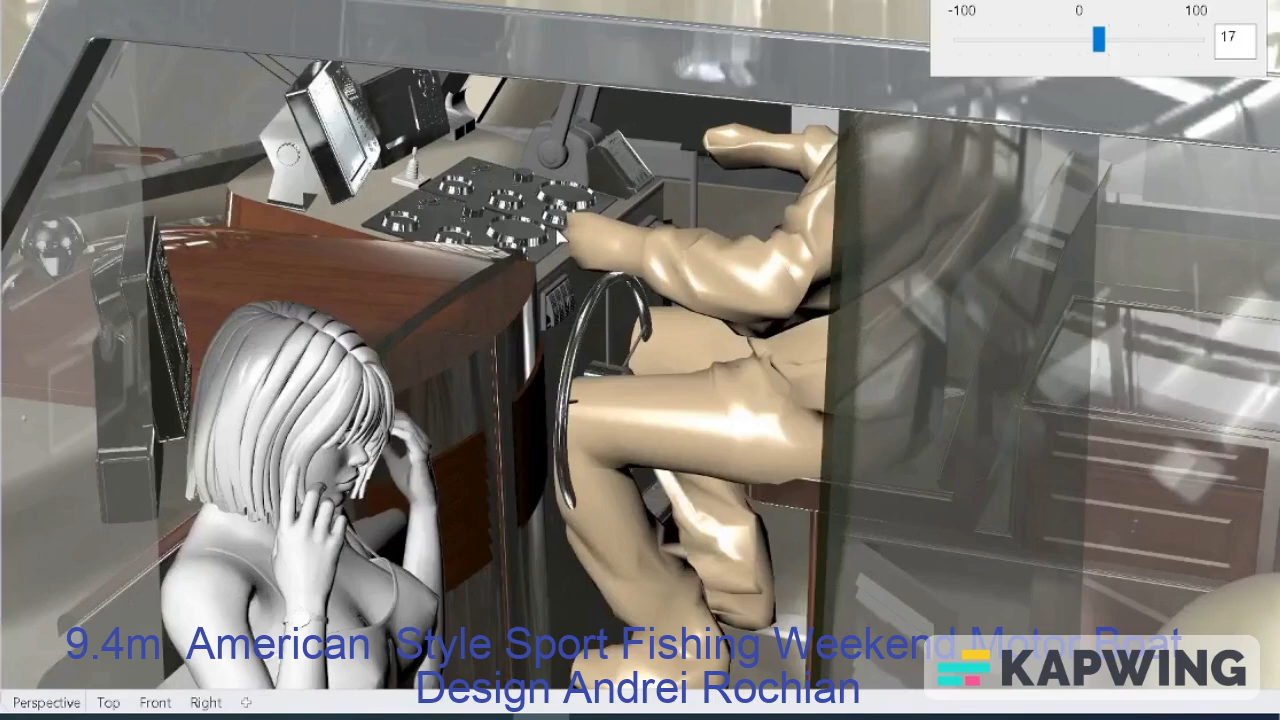 -100 0 100
17
9.4m American Style Sport Fishing Weekend Motor Boat
Design Andrei Rochian
KAPWING
Perspective Top Front Right